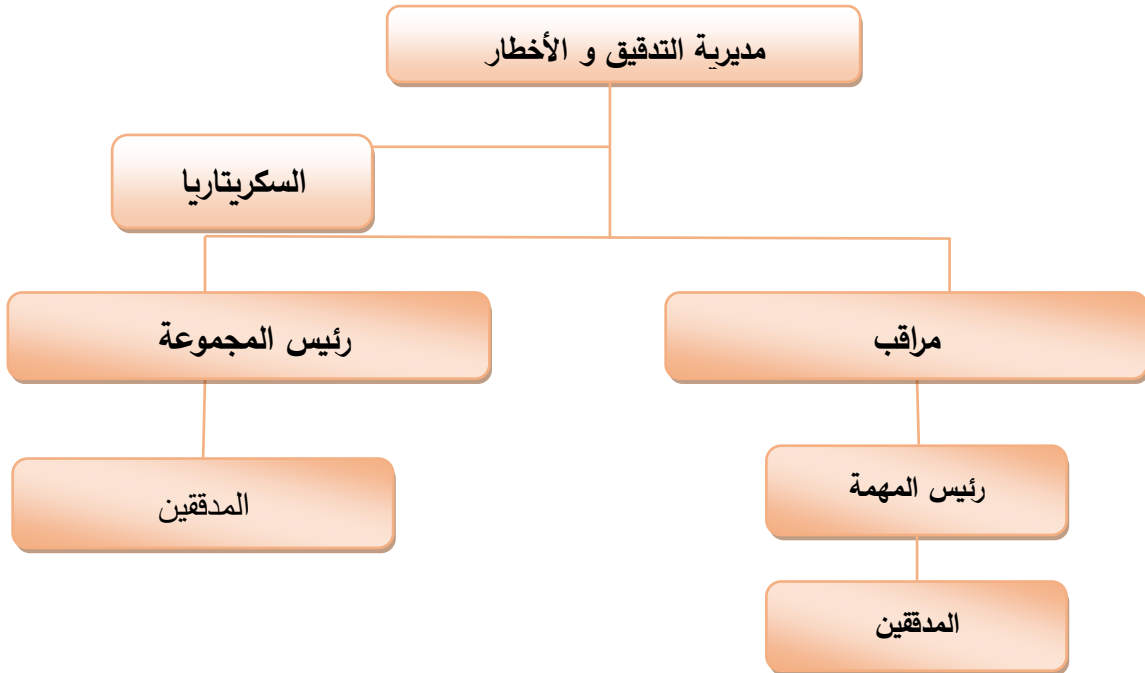 مديرية التدقيق و الأخطار
السكريتاريا
مراقب
رئيس المجموعة
رئيس المهمة
المدققين
المدققين